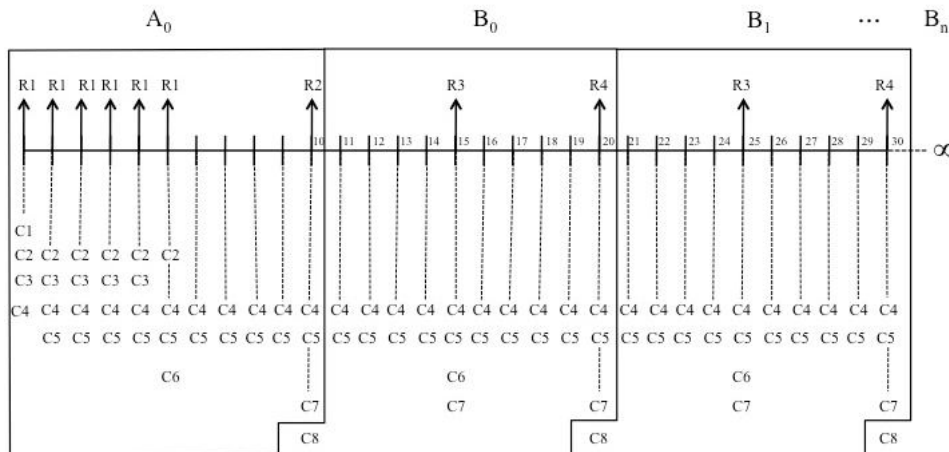 A₀ B₀ B₁ ... Bₙ
R1 R1 R1 R1 R1 R1 R2 R3 R4 R3 R4
10 11 12 13 14 15 16 17 18 19 20 21 22 23 24 25 26 27 28 29 30 ∞
C1
C2 C2 C2 C2 C2 C2
C3 C3 C3 C3 C3
C4 C4 C4 C4 C4 C4 C4 C4 C4 C4 C4 C4 C4 C4 C4 C4 C4 C4 C4 C4 C4 C4 C4 C4 C4 C4 C4 C4 C4 C4 C4
C5 C5 C5 C5 C5 C5 C5 C5 C5 C5 C5 C5 C5 C5 C5 C5 C5 C5 C5 C5 C5 C5 C5 C5 C5 C5 C5 C5 C5 C5
C6 C6 C6
C7 C7 C7 C7 C7
C8 C8 C8